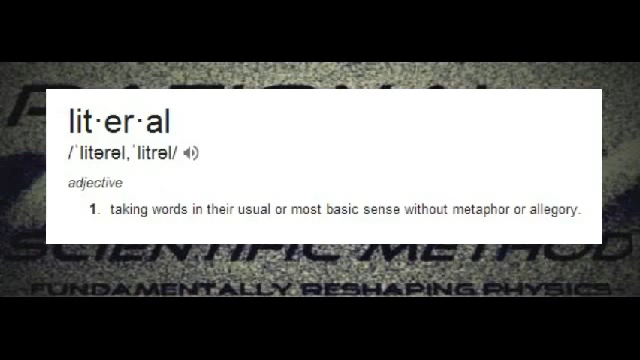 RATIONAL
lit·er·al
/ˈlitərəl,ˈlitrəl/
adjective
1. taking words in their usual or most basic sense without metaphor or allegory.
SCIENTIFIC METHOD
-FUNDAMENTALLY RESHAPING PHYSICS-